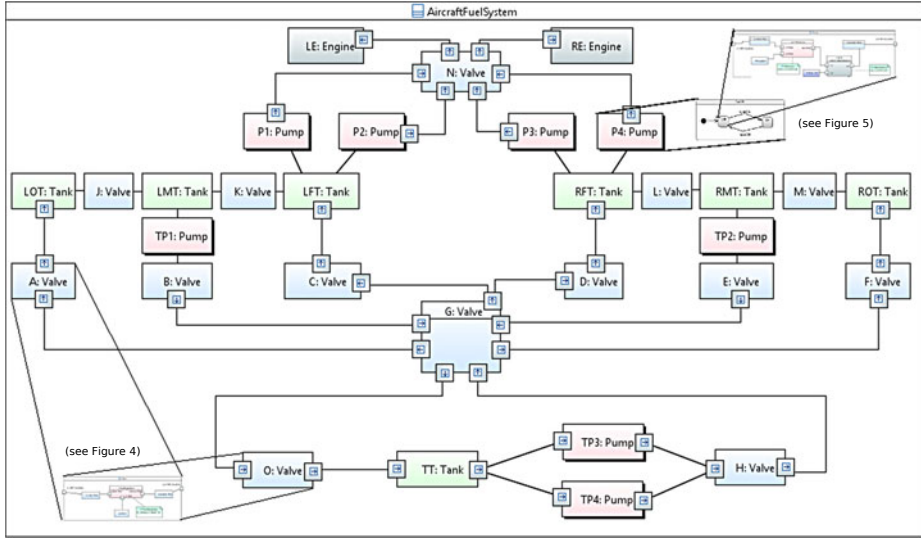 AircraftFuelSystem
LE: Engine
RE: Engine
N: Valve
P1: Pump
P2: Pump
P3: Pump
P4: Pump
(see Figure 5)
LOT: Tank
J: Valve
LMT: Tank
K: Valve
LFT: Tank
RFT: Tank
L: Valve
RMT: Tank
M: Valve
ROT: Tank
TP1: Pump
TP2: Pump
A: Valve
B: Valve
C: Valve
D: Valve
E: Valve
F: Valve
G: Valve
(see Figure 4)
TP3: Pump
O: Valve
TT: Tank
H: Valve
TP4: Pump